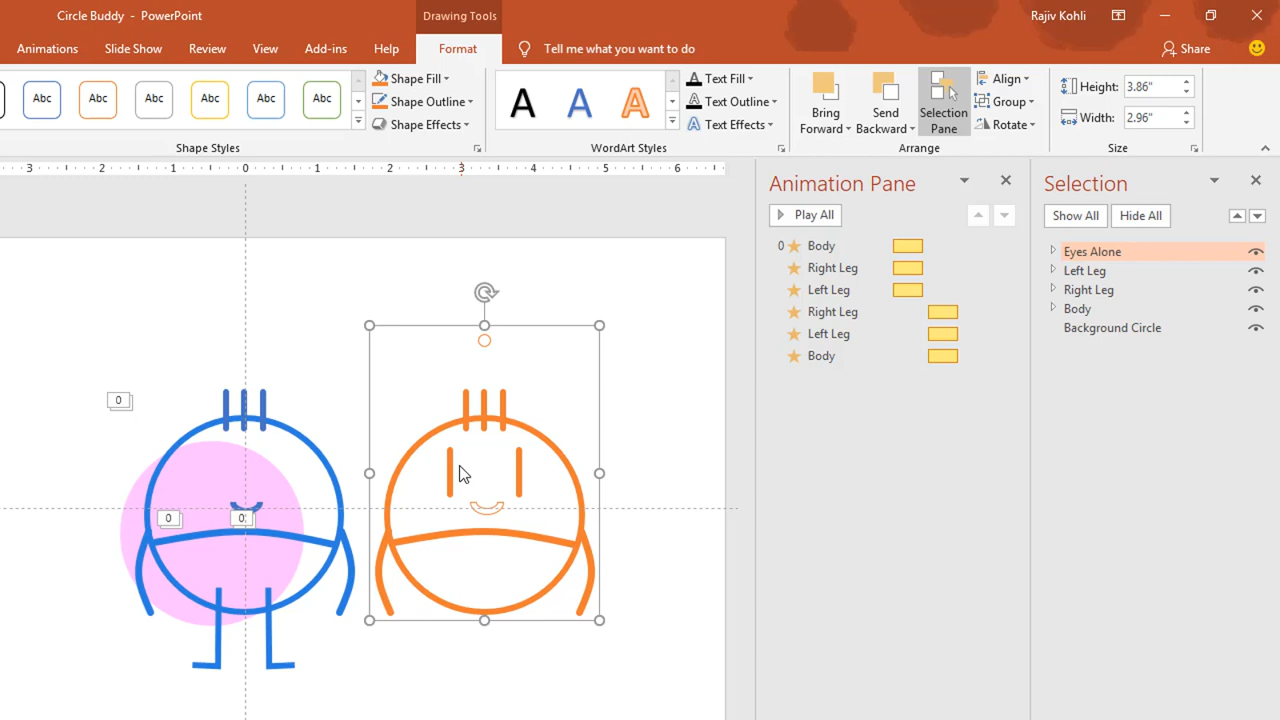 Circle Buddy - PowerPoint
Drawing Tools
Rajiv Kohli
Animations Slide Show Review View Add-ins Help Format Tell me what you want to do Share
Abc Abc Abc Abc Abc Abc
Shape Fill
Shape Outline
Shape Effects
Shape Styles
A A A
Text Fill
Text Outline
Text Effects
WordArt Styles
Bring
Forward
Send
Backward
Selection
Pane
Align
Group
Rotate
Arrange
Height: 3.86"
Width: 2.96"
Size
3 2 1 0 1 2 3 4 5 6
Animation Pane
Play All
0 Body
Right Leg
Left Leg
Right Leg
Left Leg
Body
Selection
Show All Hide All
Eyes Alone
Left Leg
Right Leg
Body
Background Circle
0
0 0